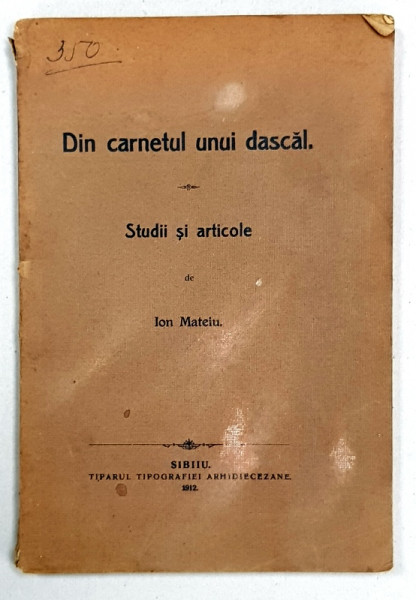 350
Din carnetul unui dascăl.
Studii și articole
de
Ion Mateiu.
SIBIIU.
TIPARUL TIPOGRAFIEI ARHIDIECEZANE.
1912.